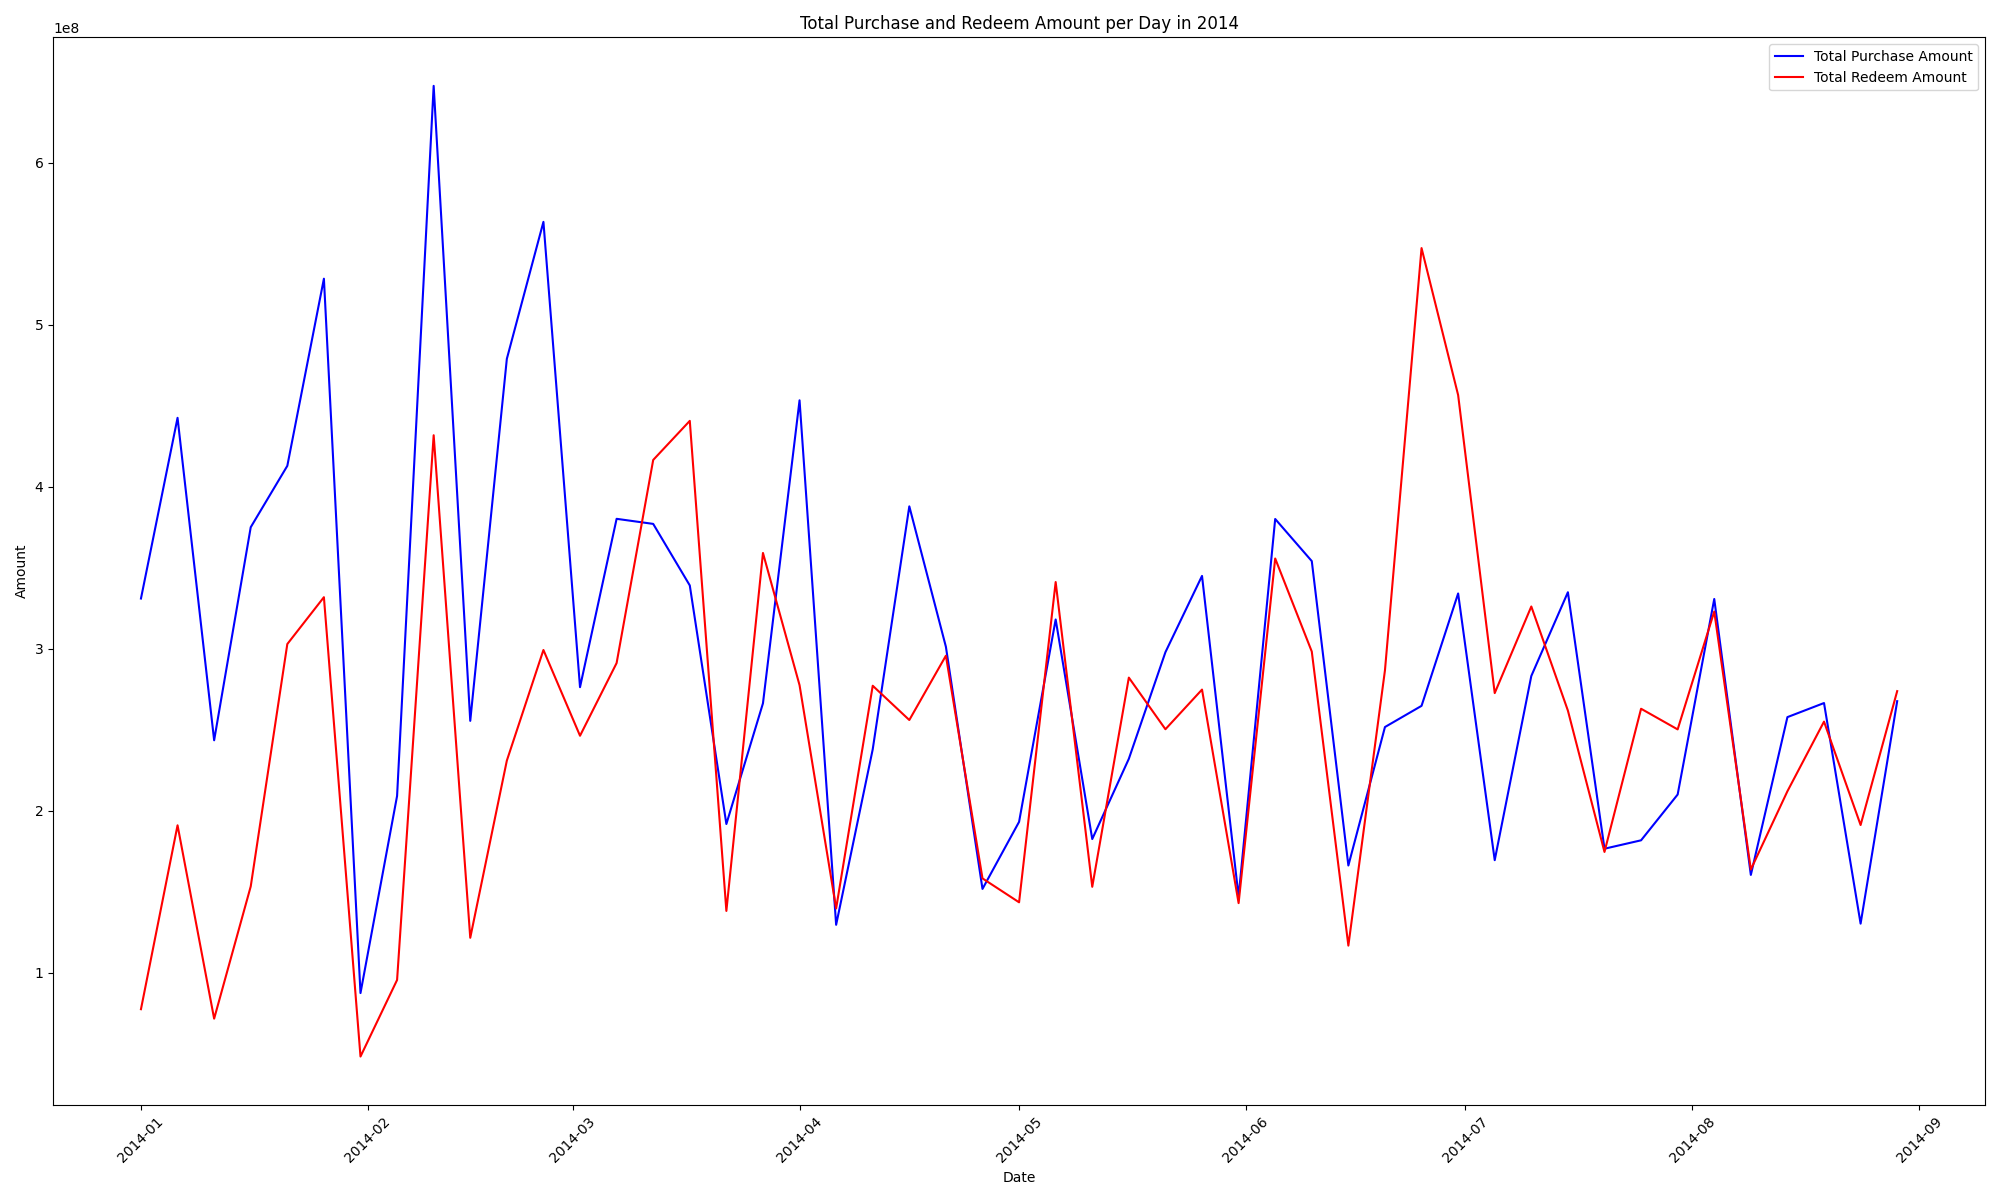 Total Purchase and Redeem Amount per Day in 2014
1e8
Total Purchase Amount
Total Redeem Amount
6
5
4
3
2
1
Amount
2014-01
2014-02
2014-03
2014-04
2014-05
2014-06
2014-07
2014-08
2014-09
Date